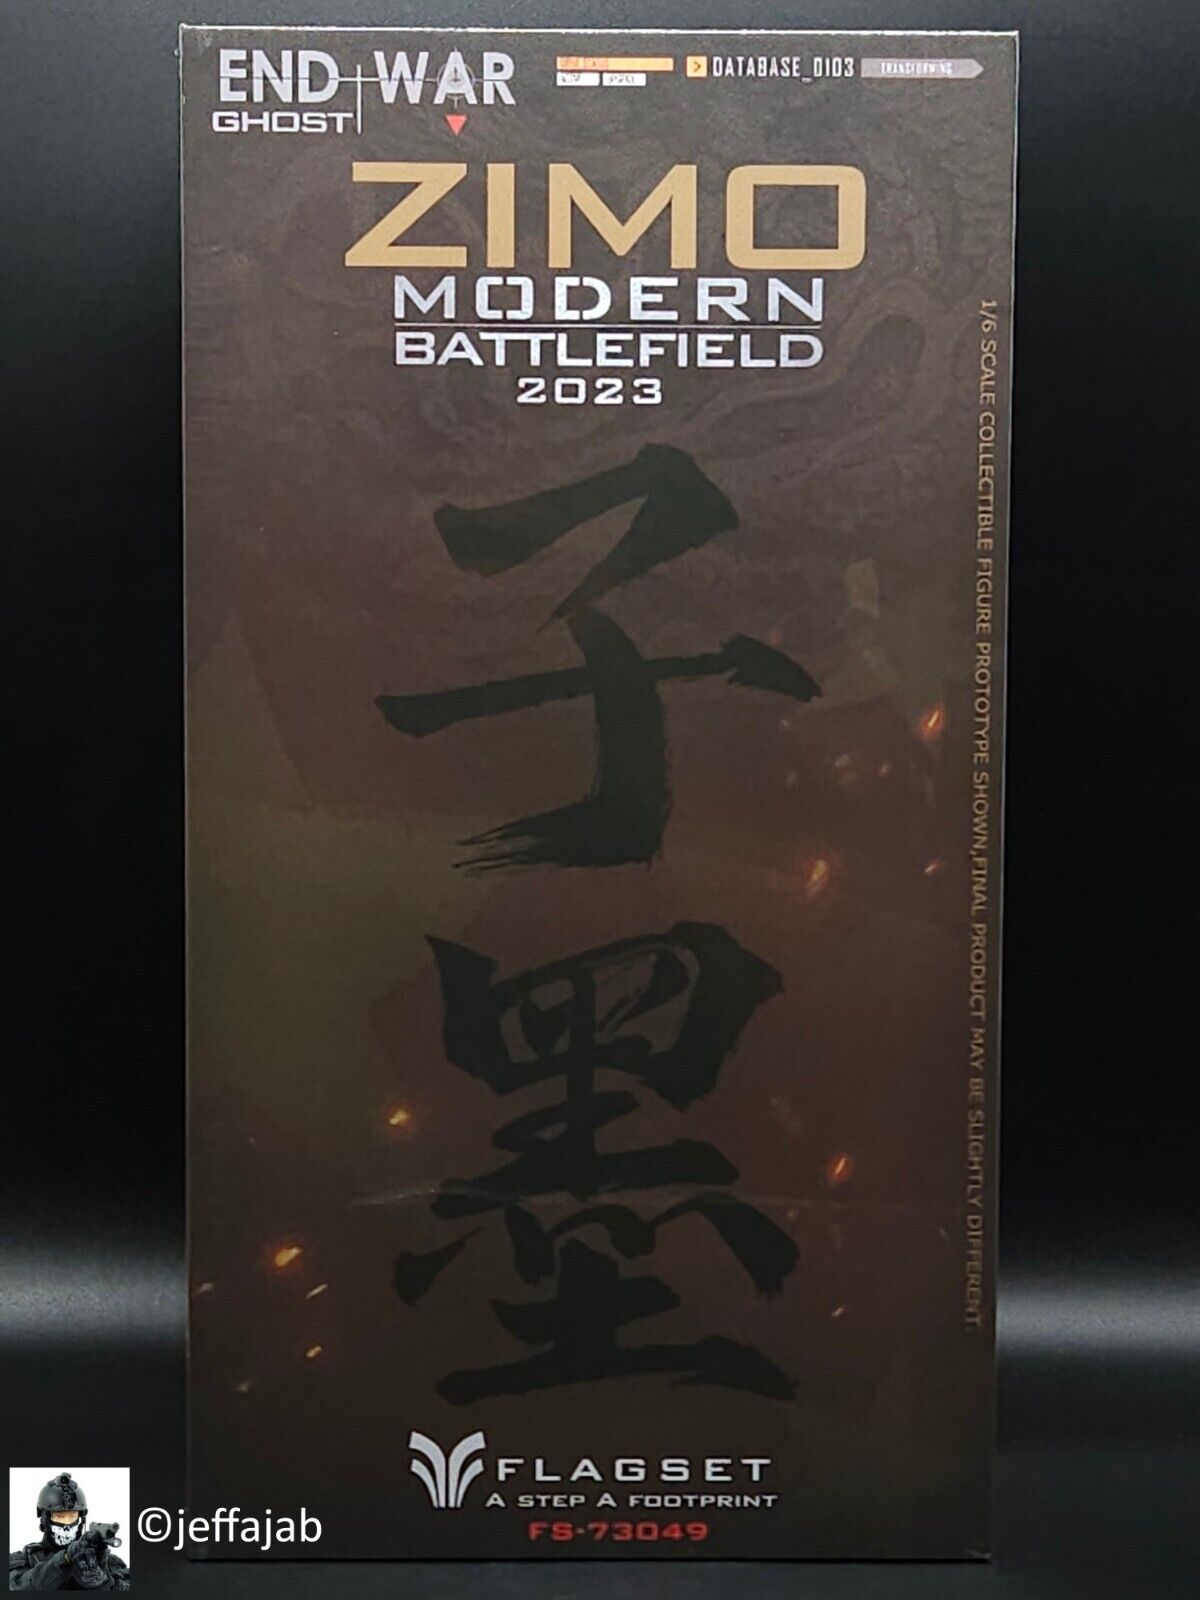 END WAR
GHOST
DATABASE_0103
TRANSFORMING
ZIMO
MODERN
BATTLEFIELD
2023
子墨
1/6 SCALE COLLECTIBLE FIGURE PROTOTYPE SHOWN,FINAL PRODUCT MAY BE SLIGHTLY DIFFERENT.
FLAGSET
A STEP A FOOTPRINT
FS-73049
©jeffajab